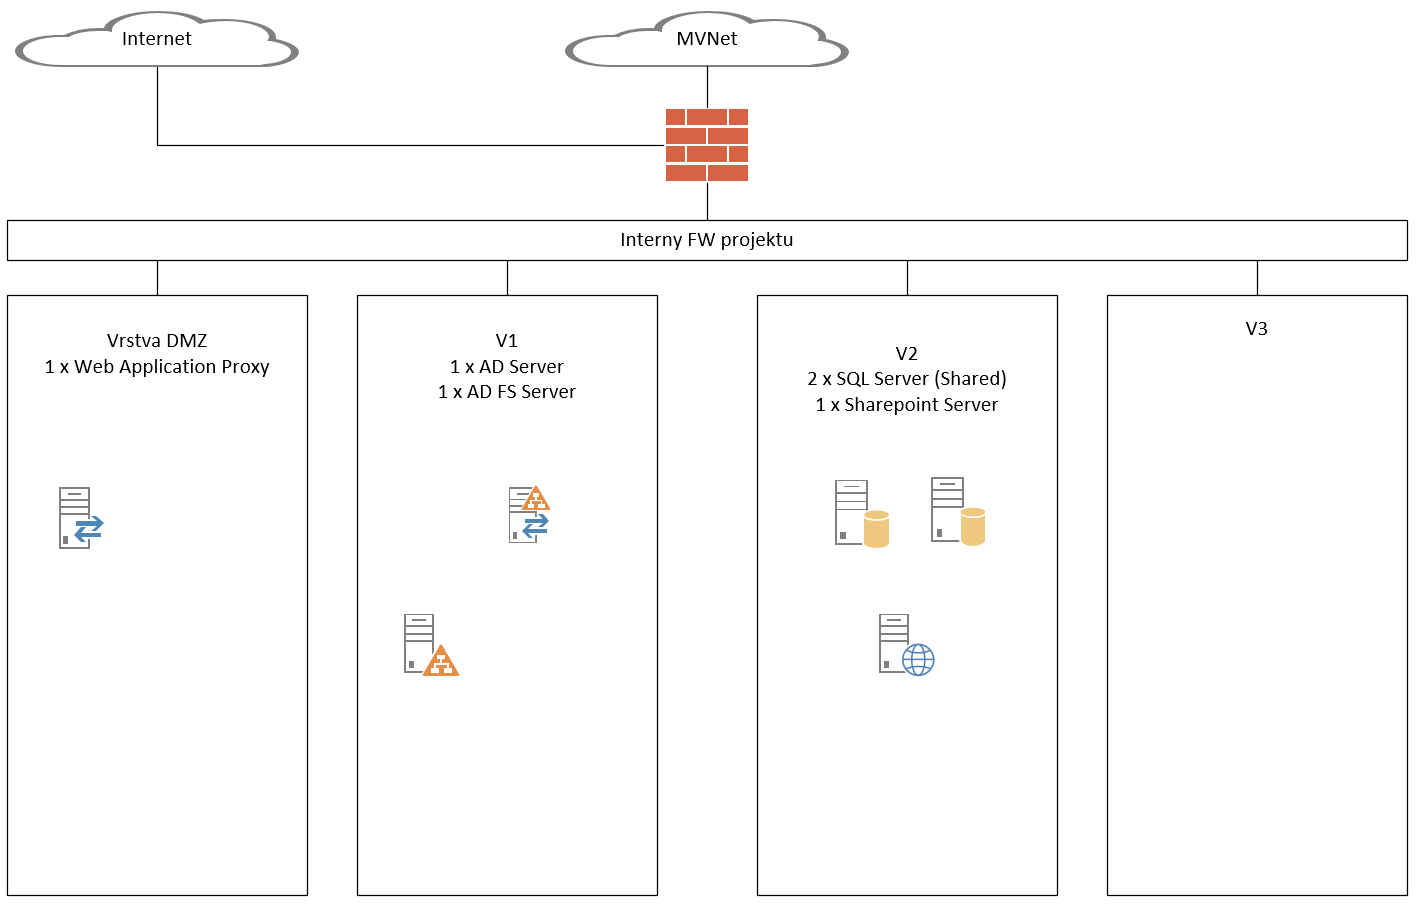 Internet
MVNet
Interny FW projektu
Vrstva DMZ
1 x Web Application Proxy
V1
1 x AD Server
1 x AD FS Server
V2
2 x SQL Server (Shared)
1 x Sharepoint Server
V3